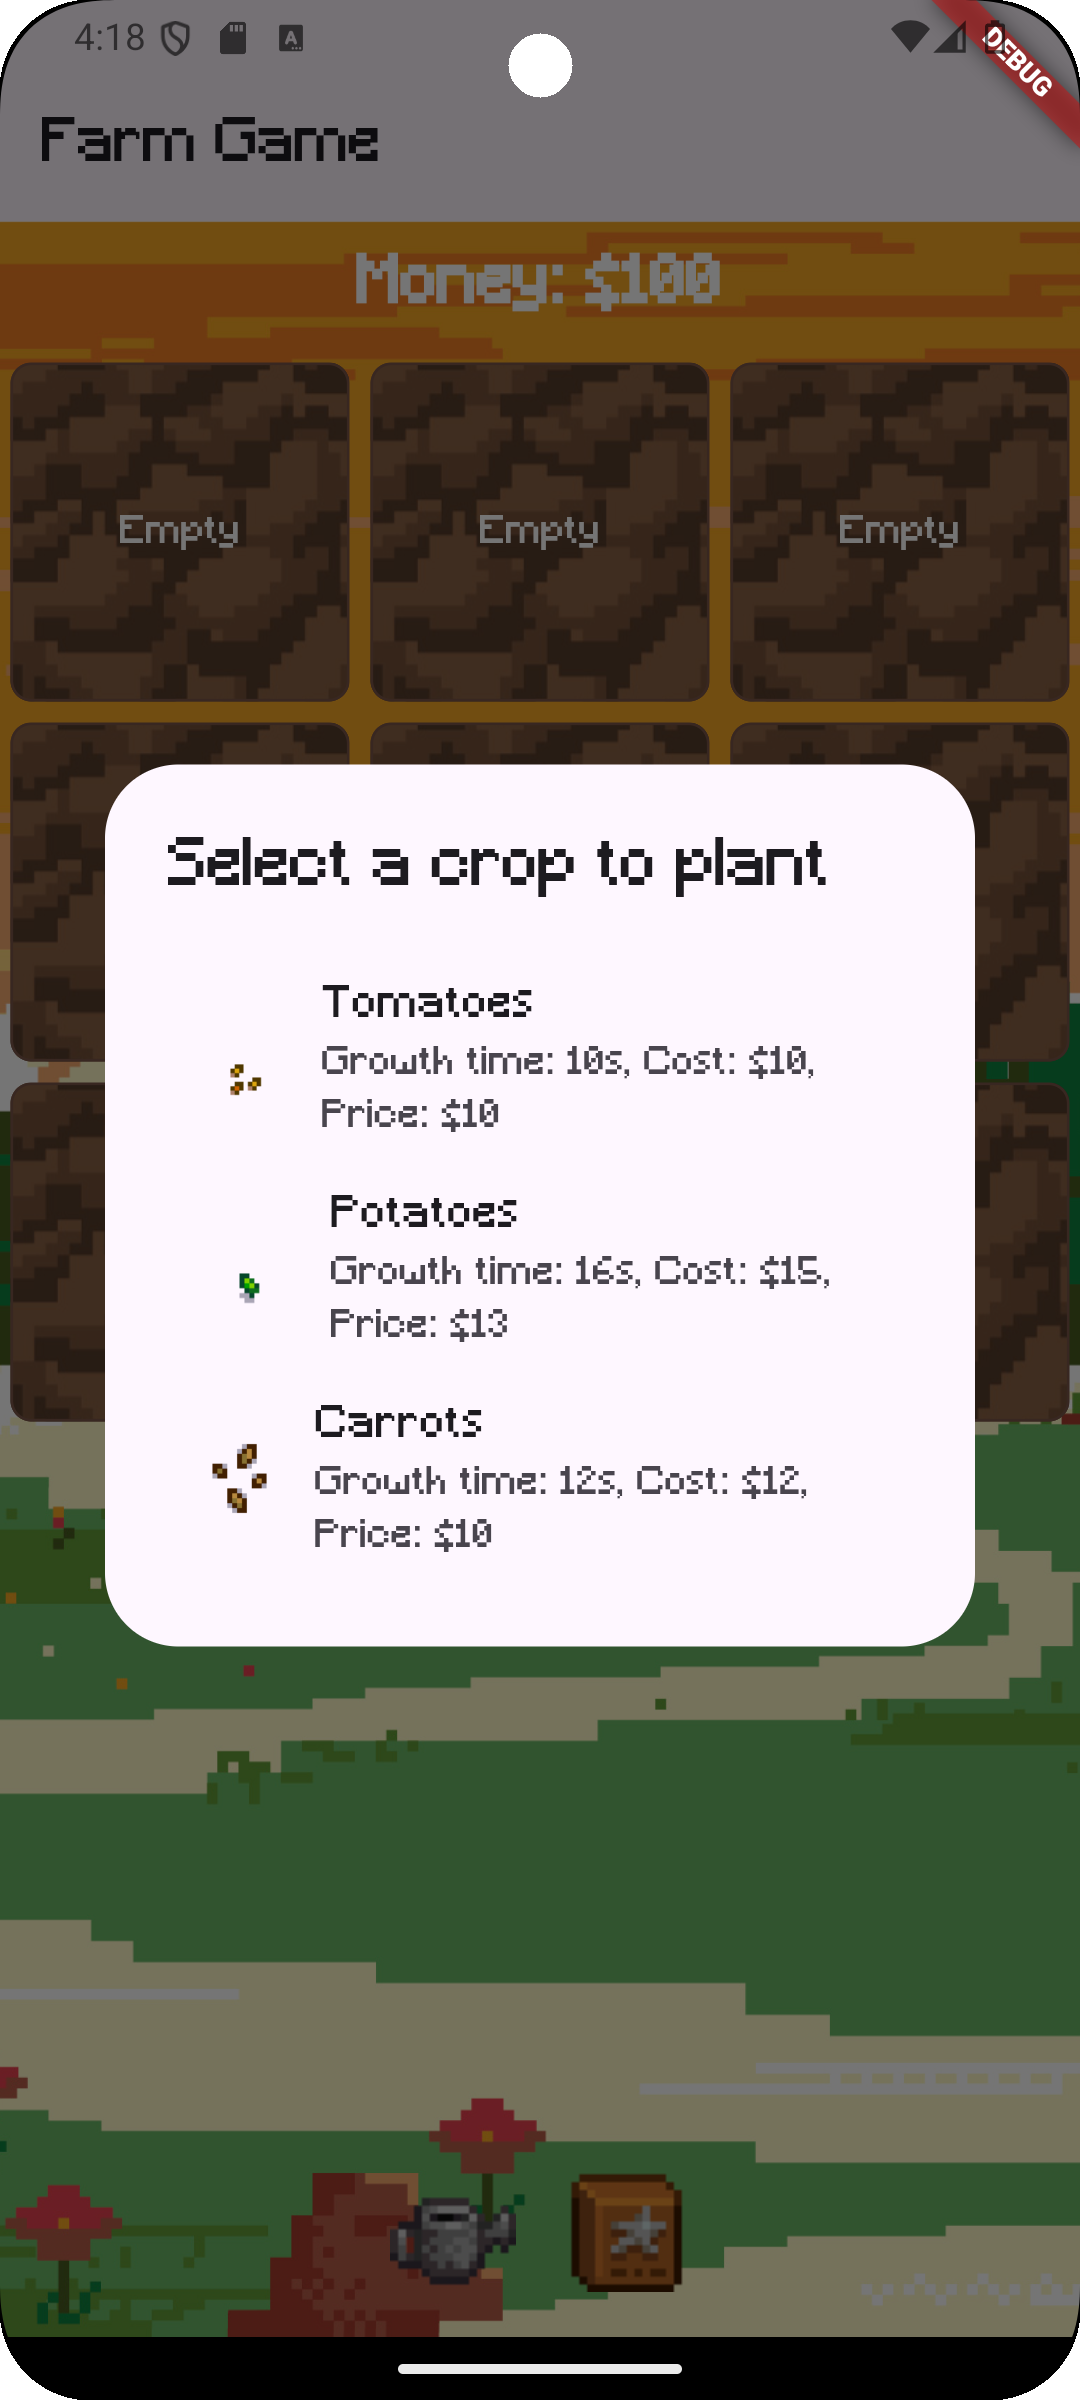 4:18
DEBUG
Farm Game
Money: $100
Empty
Empty
Empty
Select a crop to plant
Tomatoes
Growth time: 10s, Cost: $10,
Price: $10
Potatoes
Growth time: 16s, Cost: $15,
Price: $13
Carrots
Growth time: 12s, Cost: $12,
Price: $10